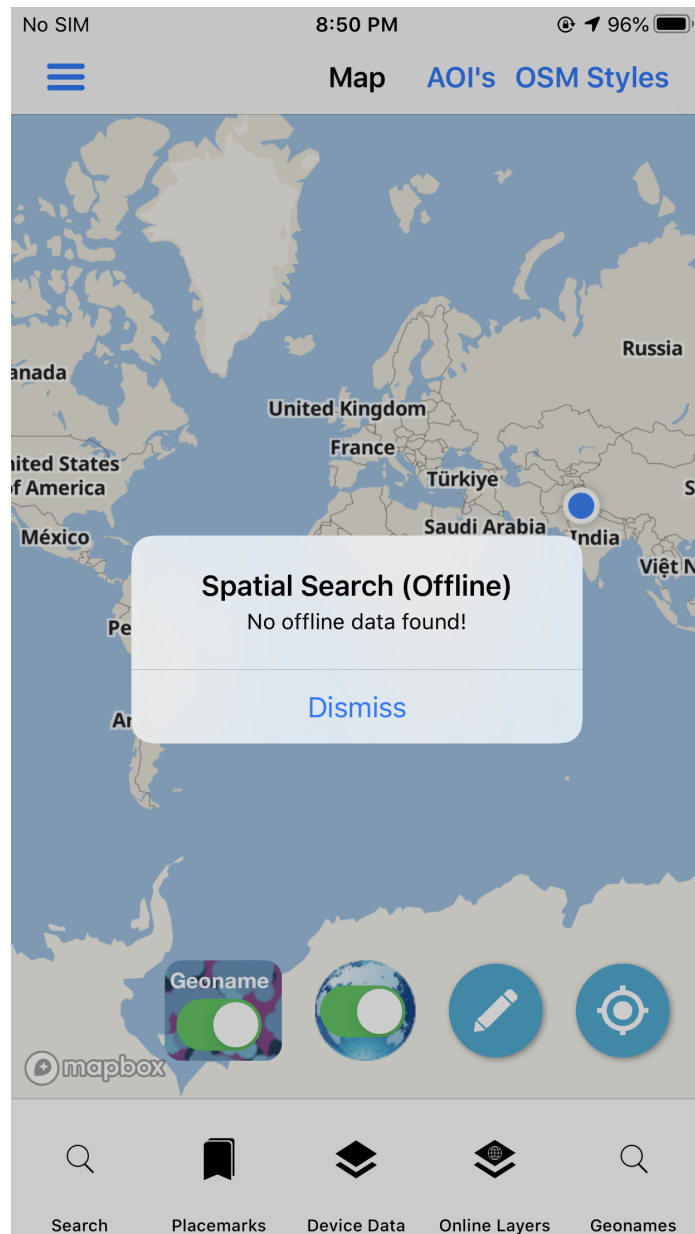 No SIM 8:50 PM 96%
Map AOI's OSM Styles
Russia
anada
United Kingdom
France
ited States
f America
Türkiye
S
Saudi Arabia
México
India
Việt N
Spatial Search (Offline)
Pe
No offline data found!
Dismiss
Ar
Geoname
mapbox
Search Placemarks Device Data Online Layers Geonames